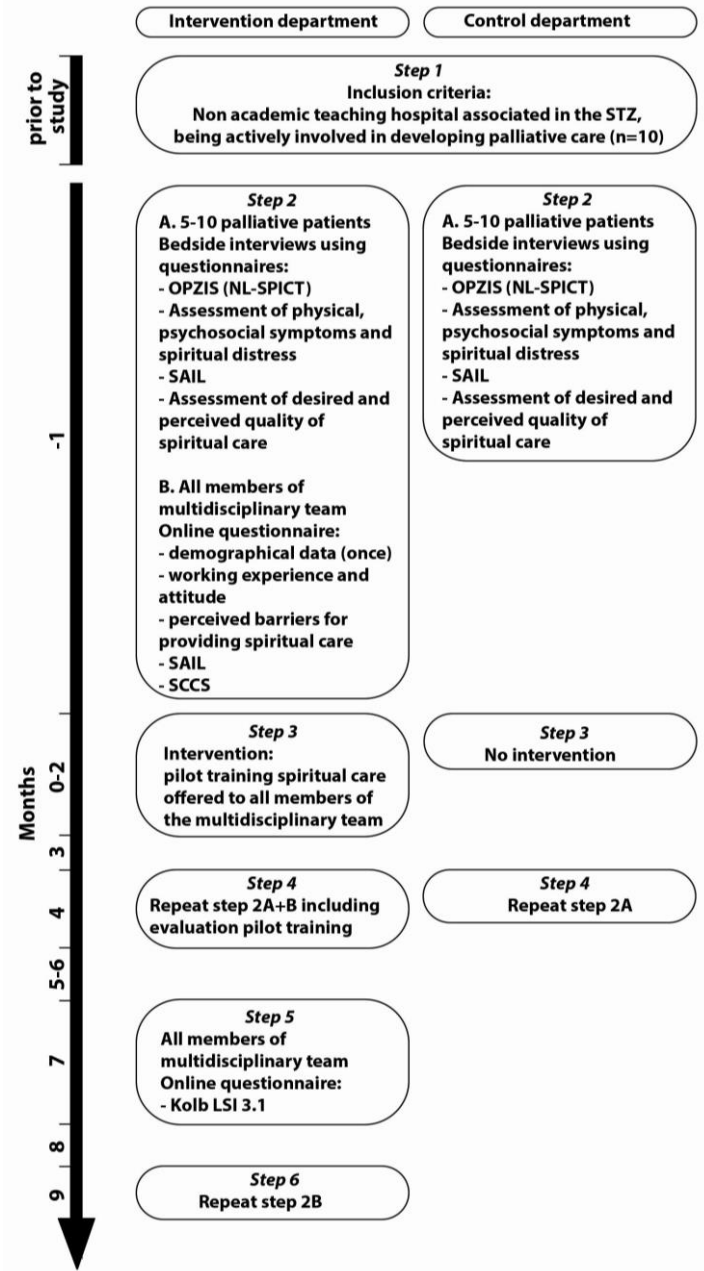 Intervention department
Control department
prior to
study
Step 1
Inclusion criteria:
Non academic teaching hospital associated in the STZ,
being actively involved in developing palliative care (n=10)
Months
-1
Step 2
A. 5-10 palliative patients
Bedside interviews using
questionnaires:
- OPZIS (NL-SPICT)
- Assessment of physical,
psychosocial symptoms and
spiritual distress
- SAIL
- Assessment of desired and
perceived quality of
spiritual care
B. All members of
multidisciplinary team
Online questionnaire:
- demographical data (once)
- working experience and
attitude
- perceived barriers for
providing spiritual care
- SAIL
- SCCS
Step 2
A. 5-10 palliative patients
Bedside interviews using
questionnaires:
- OPZIS (NL-SPICT)
- Assessment of physical,
psychosocial symptoms and
spiritual distress
- SAIL
- Assessment of desired and
perceived quality of
spiritual care
0-2
Step 3
Intervention:
pilot training spiritual care
offered to all members of
the multidisciplinary team
Step 3
No intervention
3
4
Step 4
Repeat step 2A+B including
evaluation pilot training
Step 4
Repeat step 2A
5-6
7
Step 5
All members of
multidisciplinary team
Online questionnaire:
- Kolb LSI 3.1
8
9
Step 6
Repeat step 2B